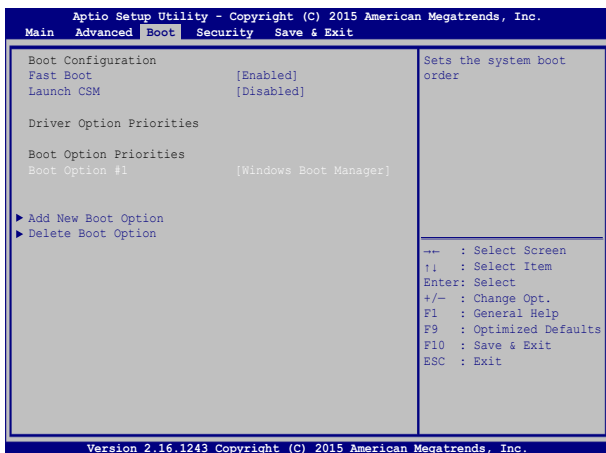 Aptio Setup Utility - Copyright (C) 2015 American Megatrends, Inc.
Main Advanced Boot Security Save & Exit
Boot Configuration
Fast Boot [Enabled]
Launch CSM [Disabled]
Driver Option Priorities
Boot Option Priorities
Boot Option #1 [Windows Boot Manager]
▶ Add New Boot Option
▶ Delete Boot Option
Sets the system boot
order
→← : Select Screen
↑↓ : Select Item
Enter: Select
+/— : Change Opt.
F1 : General Help
F9 : Optimized Defaults
F10 : Save & Exit
ESC : Exit
Version 2.16.1243 Copyright (C) 2015 American Megatrends, Inc.